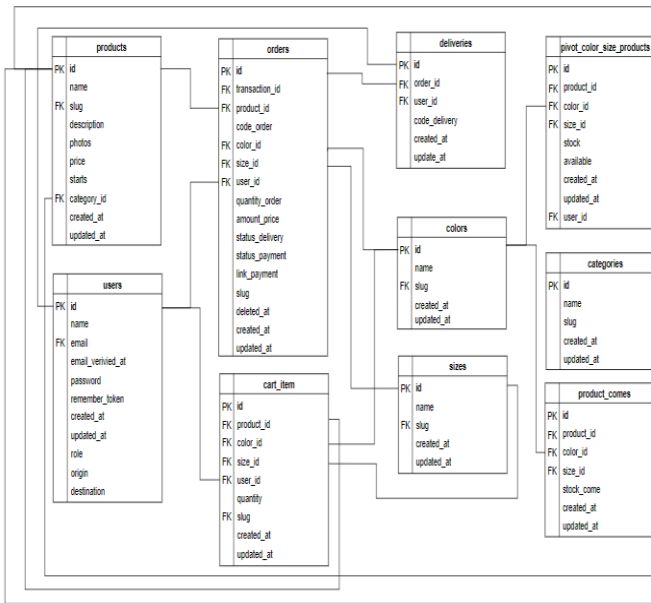 products
PK id
name
FK slug
description
photos
price
starts
FK category_id
created_at
updated_at
orders
PK id
FK transaction_id
FK product_id
code_order
FK color_id
FK size_id
FK user_id
quantity_order
amount_price
status_delivery
status_payment
link_payment
slug
deleted_at
created_at
updated_at
deliveries
PK id
FK order_id
FK user_id
code_delivery
created_at
update_at
pivot_color_size_products
PK id
FK product_id
FK color_id
FK size_id
stock
available
created_at
updated_at
FK user_id
users
PK id
name
FK email
email_verivied_at
password
remember_token
created_at
updated_at
role
origin
destination
cart_item
PK id
FK product_id
FK color_id
FK size_id
FK user_id
quantity
FK slug
created_at
updated_at
colors
PK id
name
FK slug
created_at
updated_at
sizes
PK id
name
FK slug
created_at
updated_at
categories
PK id
name
slug
created_at
updated_at
product_comes
PK id
FK product_id
FK color_id
FK size_id
stock_come
created_at
updated_at